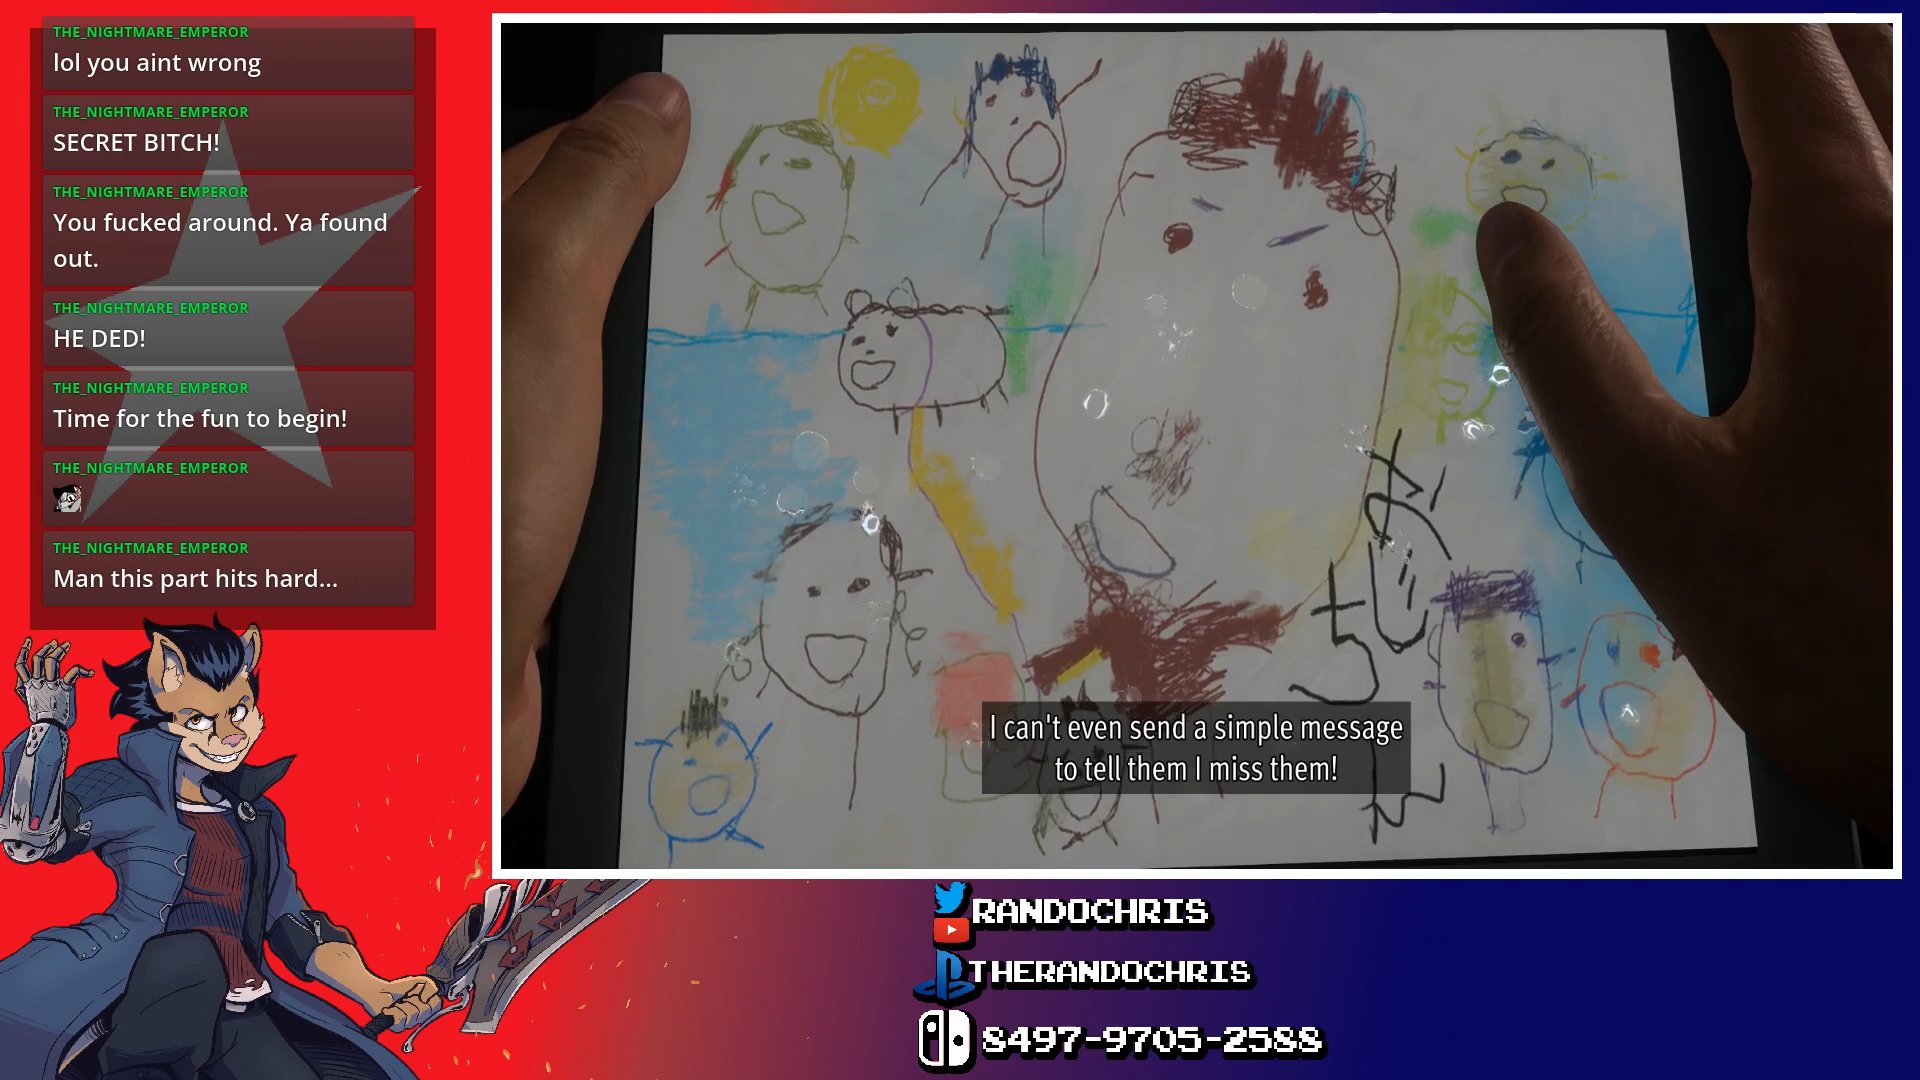 THE_NIGHTMARE_EMPEROR
lol you aint wrong
THE_NIGHTMARE_EMPEROR
SECRET BITCH!
THE_NIGHTMARE_EMPEROR
You fucked around. Ya found
out.
THE_NIGHTMARE_EMPEROR
HE DED!
THE_NIGHTMARE_EMPEROR
Time for the fun to begin!
THE_NIGHTMARE_EMPEROR
THE_NIGHTMARE_EMPEROR
Man this part hits hard...
I can't even send a simple message
to tell them I miss them!
RANDOCHRIS
THERANDOCHRIS
8497-9705-2588